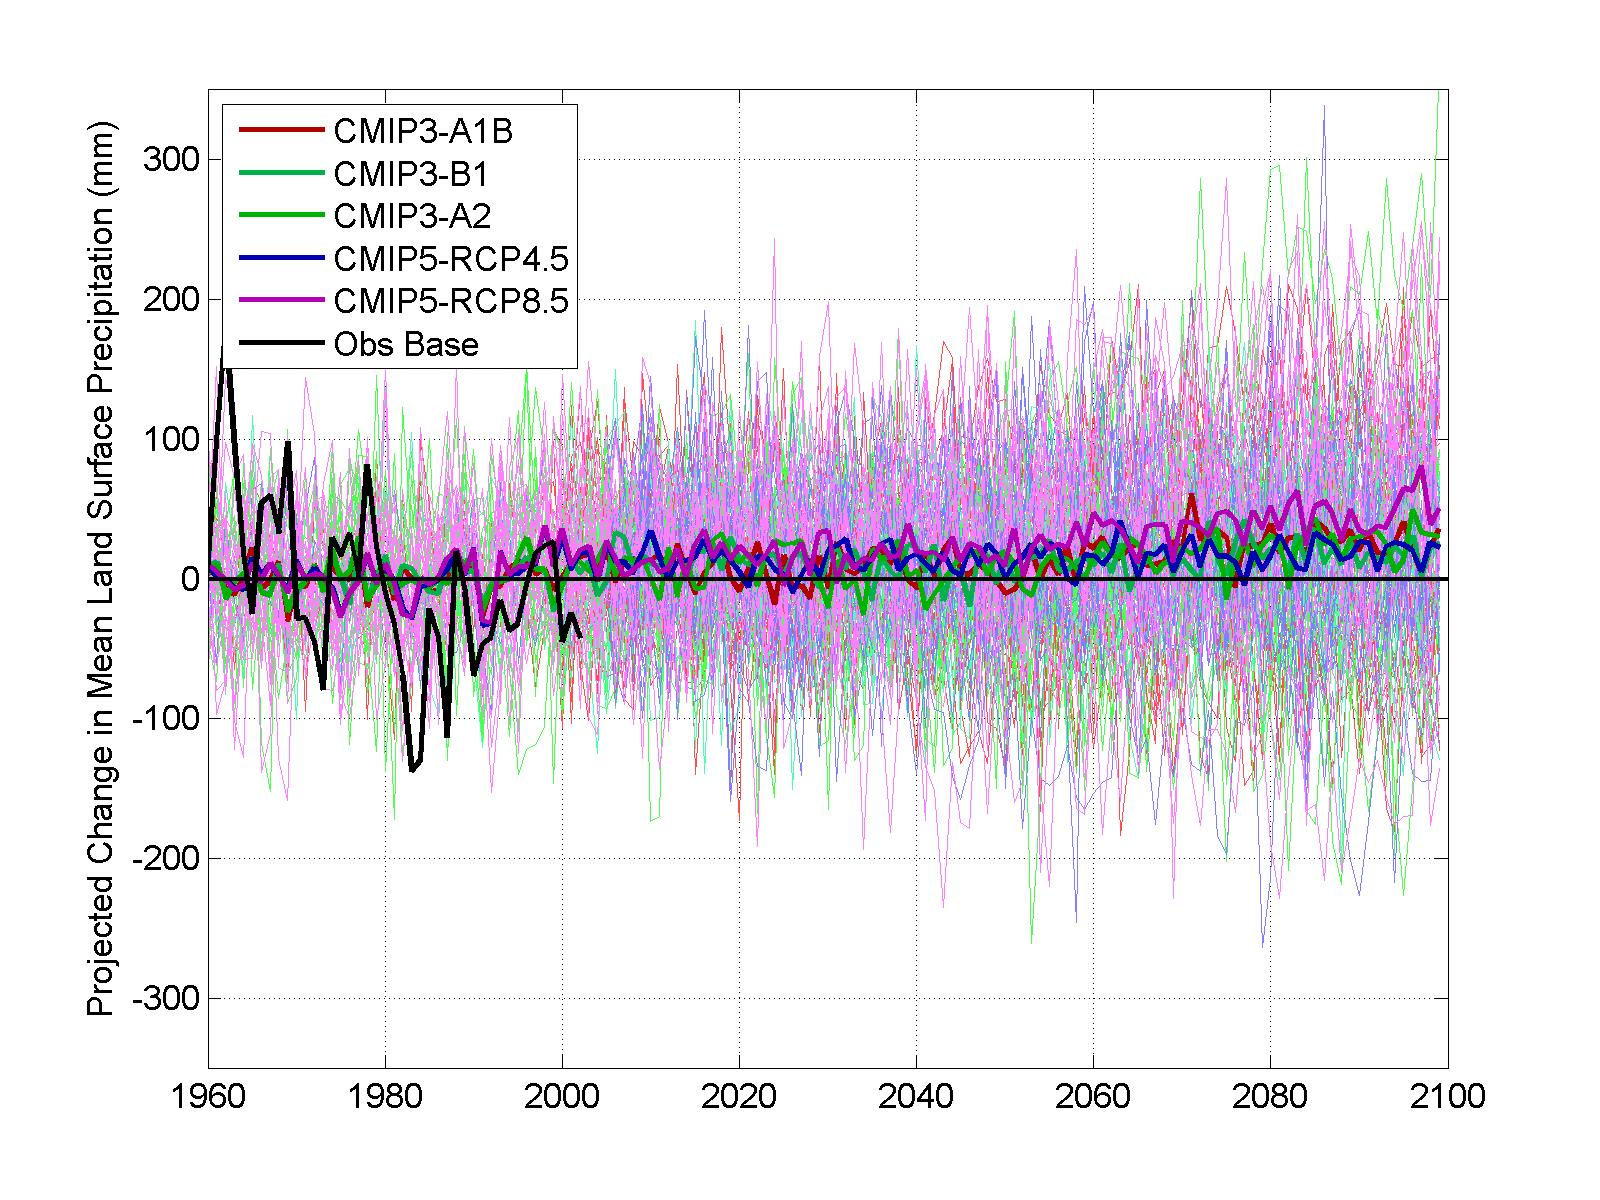 Projected Change in Mean Land Surface Precipitation (mm)
300
200
100
0
-100
-200
-300
CMIP3-A1B
CMIP3-B1
CMIP3-A2
CMIP5-RCP4.5
CMIP5-RCP8.5
Obs Base
1960 1980 2000 2020 2040 2060 2080 2100